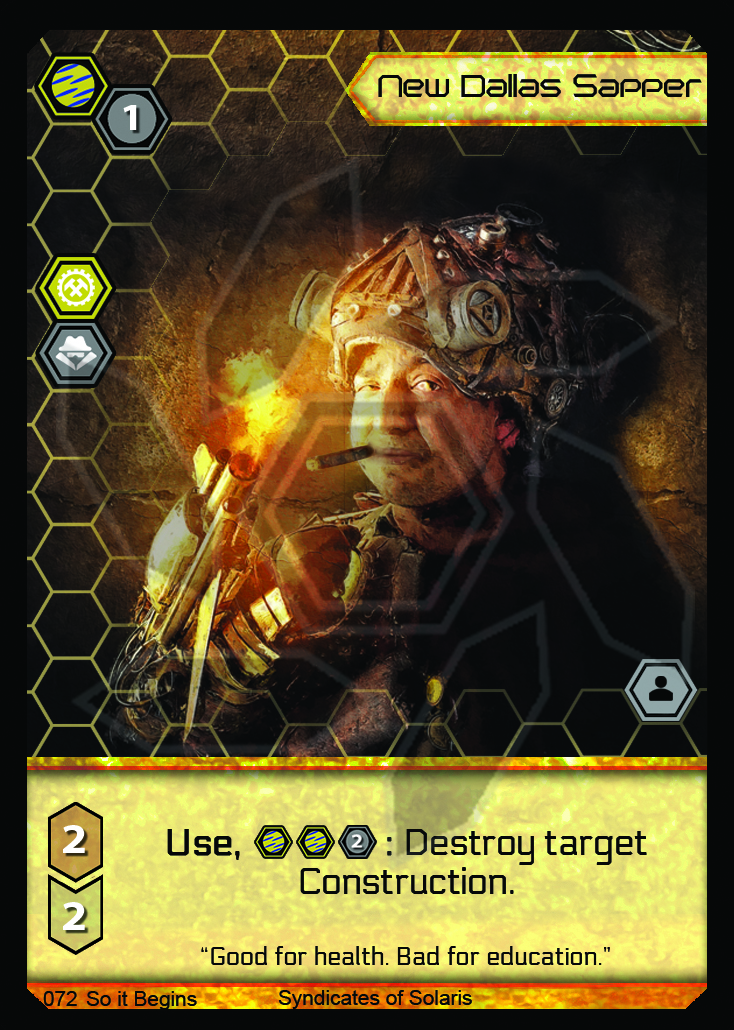 New Dallas Sapper
1
2
2
Use, 2 : Destroy target
Construction.
“Good for health. Bad for education.”
072 So it Begins
Syndicates of Solaris